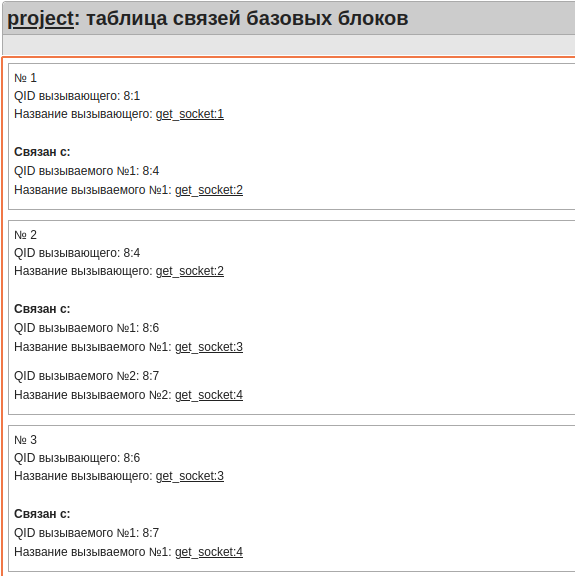 project: таблица связей базовых блоков
№ 1
QID вызывающего: 8:1
Название вызывающего: get_socket:1
Связан с:
QID вызываемого №1: 8:4
Название вызываемого №1: get_socket:2
№ 2
QID вызывающего: 8:4
Название вызывающего: get_socket:2
Связан с:
QID вызываемого №1: 8:6
Название вызываемого №1: get_socket:3
QID вызываемого №2: 8:7
Название вызываемого №2: get_socket:4
№ 3
QID вызывающего: 8:6
Название вызывающего: get_socket:3
Связан с:
QID вызываемого №1: 8:7
Название вызываемого №1: get_socket:4